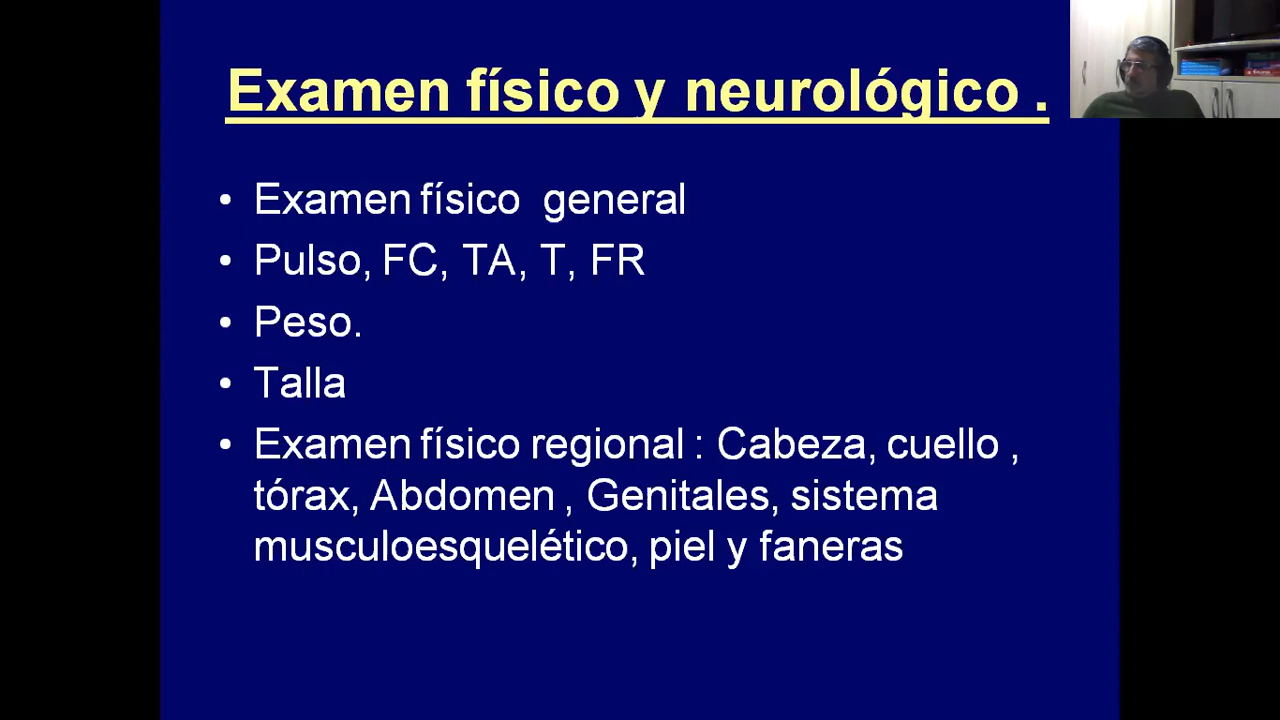 Examen físico y neurológico .
• Examen físico  general
• Pulso, FC, TA, T, FR
• Peso.
• Talla
• Examen físico regional : Cabeza, cuello ,
tórax, Abdomen , Genitales, sistema
musculoesquelético, piel y faneras